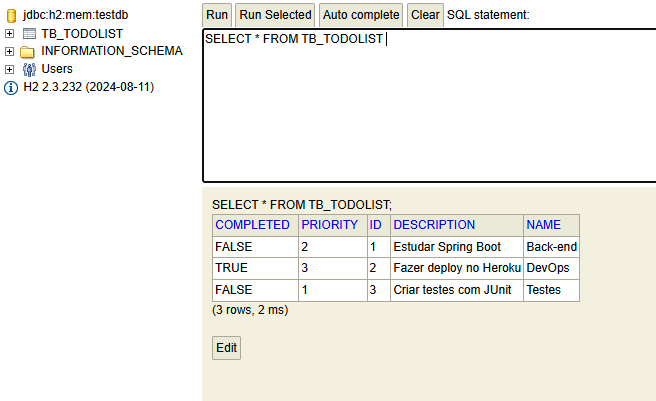 jdbc:h2:mem:testdb
TB_TODOLIST
INFORMATION_SCHEMA
Users
H2 2.3.232 (2024-08-11)
Run Run Selected Auto complete Clear SQL statement:
SELECT * FROM TB_TODOLIST
SELECT * FROM TB_TODOLIST;
COMPLETED PRIORITY ID DESCRIPTION NAME
FALSE 2 1 Estudar Spring Boot Back-end
TRUE 3 2 Fazer deploy no Heroku DevOps
FALSE 1 3 Criar testes com JUnit Testes
(3 rows, 2 ms)
Edit